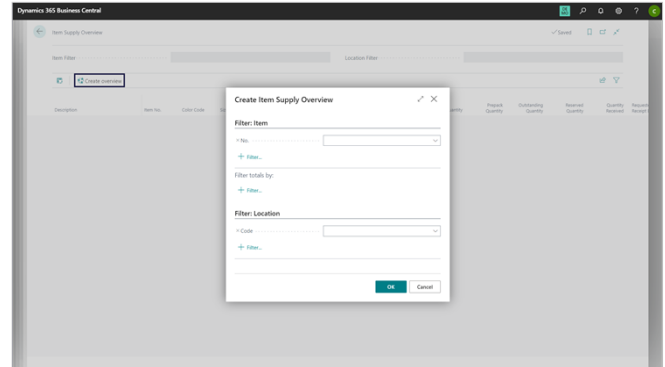 Dynamics 365 Business Central
Item Supply Overview
Saved
Item Filter
Location Filter
Create overview
Description Item No. Color Code
Prepack Quantity Outstanding Quantity Reserved Quantity Quantity Received
Create Item Supply Overview
Filter: Item
× No.
+ Filter...
Filter totals by:
+ Filter...
Filter: Location
× Code
+ Filter...
OK Cancel